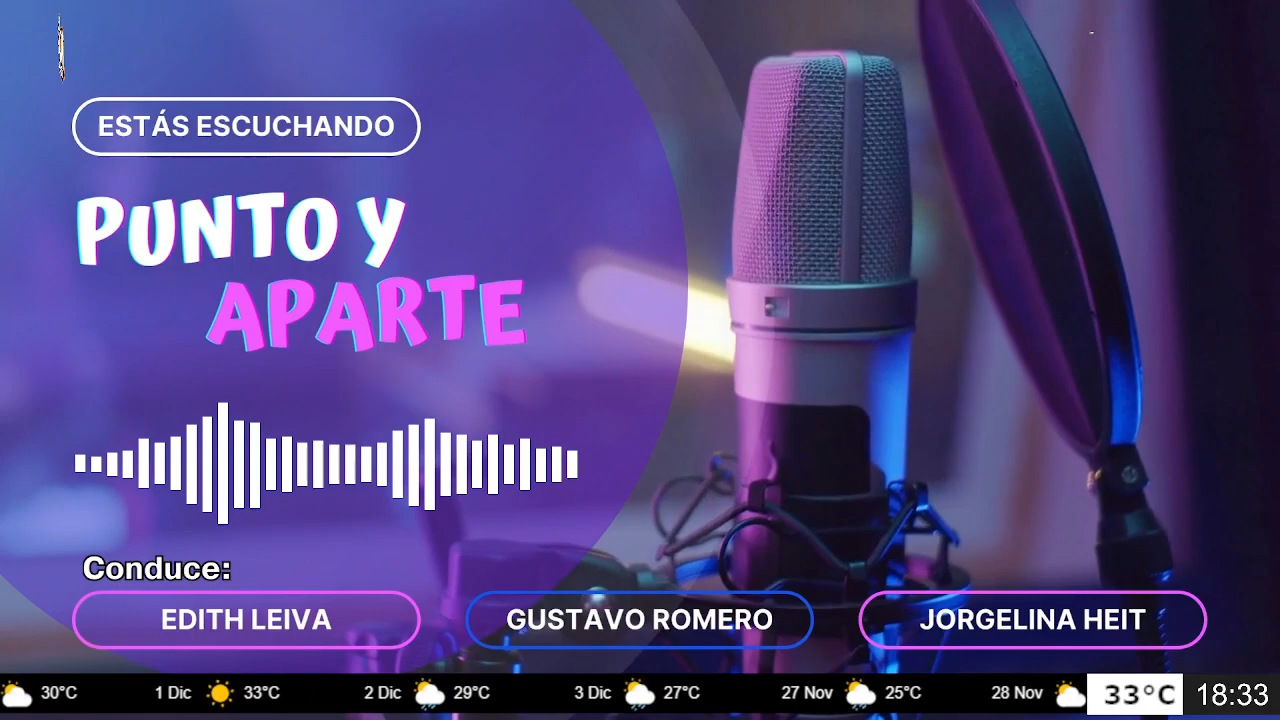 ESTÁS ESCUCHANDO
PUNTO Y
APARTE
Conduce:
EDITH LEIVA
GUSTAVO ROMERO
JORGELINA HEIT
30°C 1 Dic 33°C 2 Dic 29°C 3 Dic 27°C 27 Nov 25°C 28 Nov 33°C 18:33